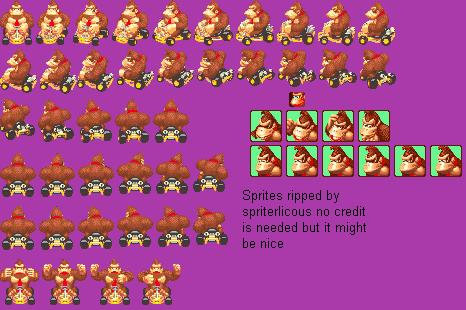 Sprites ripped by
spriterlicous no credit
is needed but it might
be nice